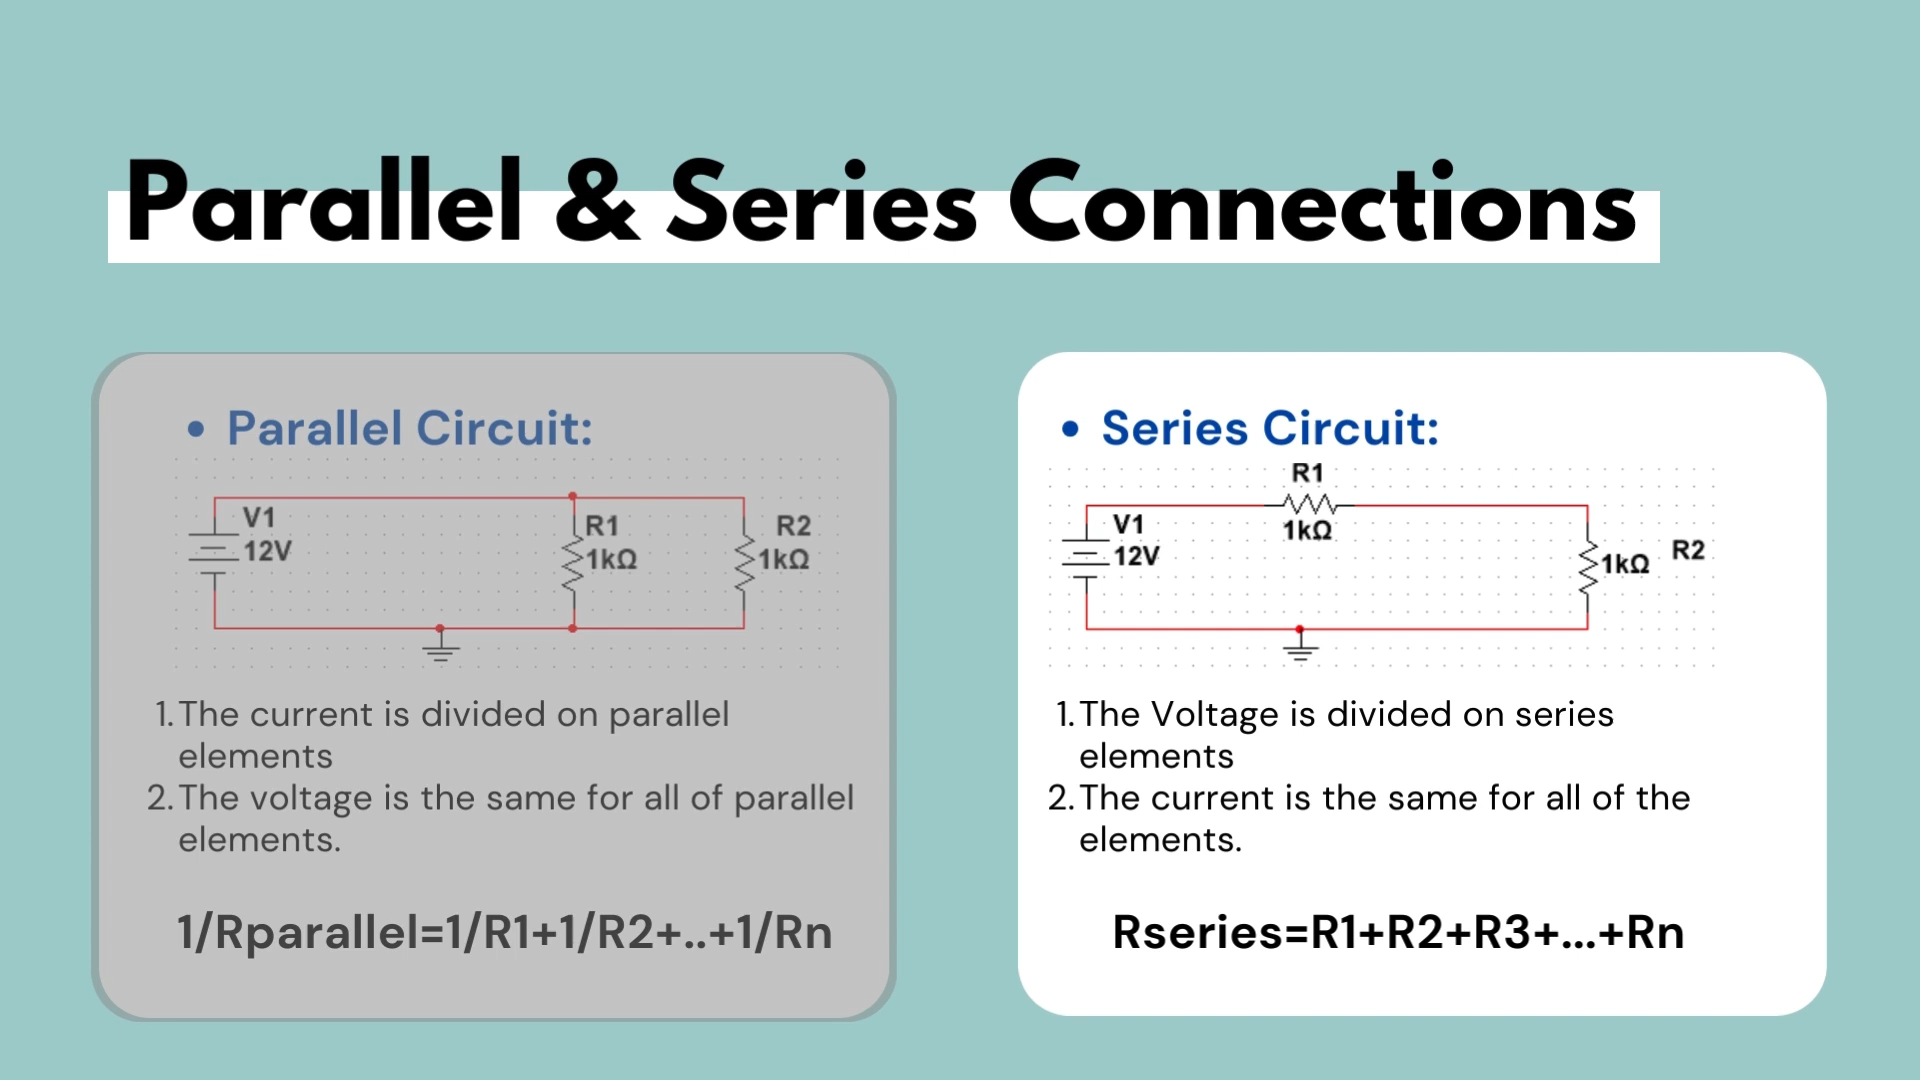 Parallel & Series Connections
• Parallel Circuit:
V1
12V
R1
1kΩ
R2
1kΩ
1. The current is divided on parallel
elements
2. The voltage is the same for all of parallel
elements.
1/Rparallel=1/R1+1/R2+..+1/Rn
• Series Circuit:
R1
1kΩ
V1
12V
1kΩ
R2
1. The Voltage is divided on series
elements
2. The current is the same for all of the
elements.
Rseries=R1+R2+R3+...+Rn